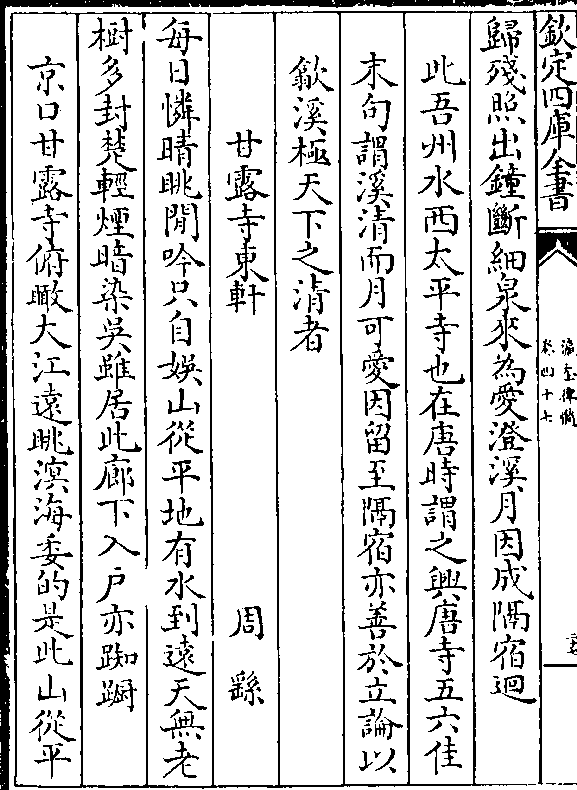 欽定四庫全書
瀛奎律髓
卷四十七
歸殘照出鐘斷細泉來為愛澄溪月因成隔宿迴
此吾州水西太平寺也在唐時謂之興唐寺五六佳
末句謂溪清而月可愛因留至隔宿亦善於立論以
歙溪極天下之清者
甘露寺東軒 周繇
每日憐晴眺閒吟只自娛山從平地有水到遠天無老
樹多封楚輕煙暗染吳雖居此廊下入户亦踟躕
京口甘露寺俯瞰大江遠眺溟海委的是此山從平